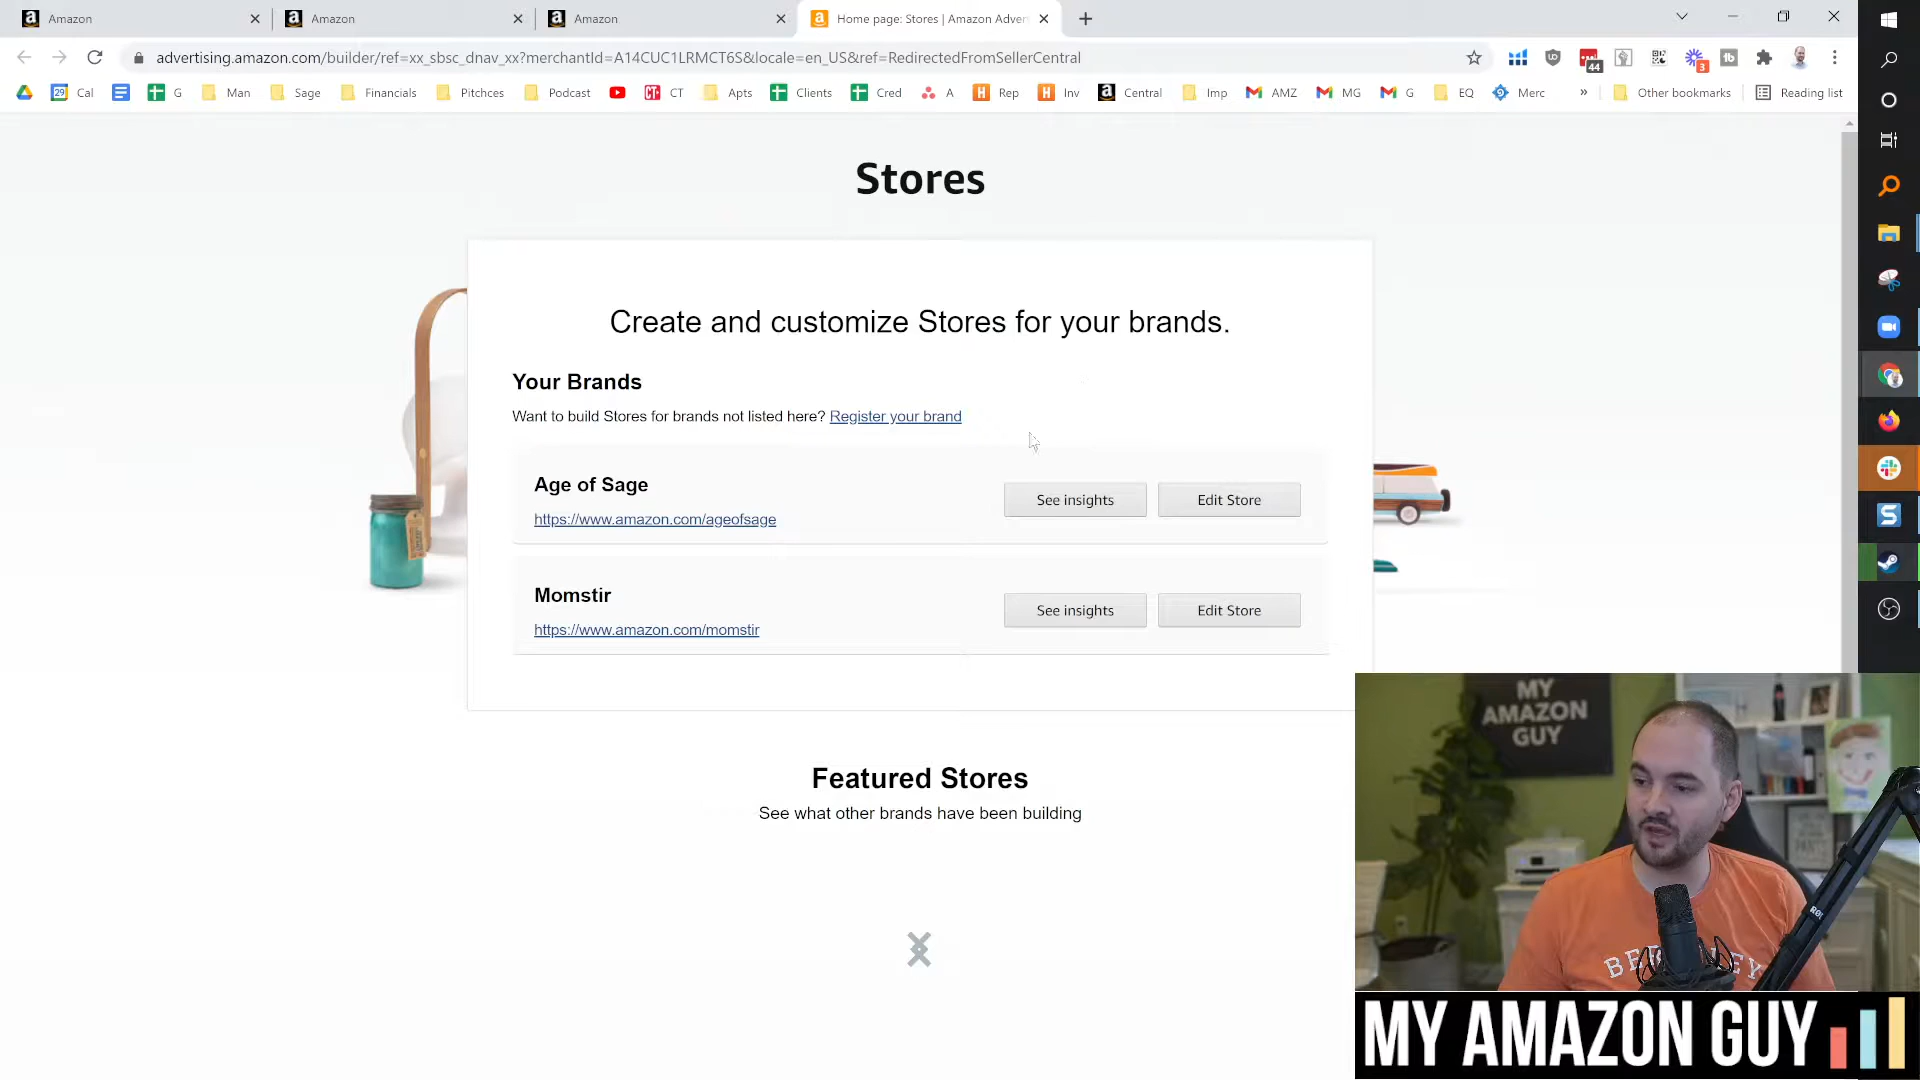 Amazon
Amazon
Amazon
Home page: Stores | Amazon Adver
advertising.amazon.com/builder/ref=xx_sbsc_dnav_xx?merchantId=A14CUC1LRMCT6S&locale=en_US&ref=RedirectedFromSellerCentral
44
3
29 Cal
G
Man
Sage
Financials
Pitchces
Podcast
CT CT
Apts
Clients
Cred
A
H Rep
H Inv
Central
Imp
AMZ
MG
G
EQ
Merc
»
Other bookmarks
Reading list
Stores
Create and customize Stores for your brands.
Your Brands
Want to build Stores for brands not listed here? Register your brand
Age of Sage
https://www.amazon.com/ageofsage
See insights
Edit Store
Momstir
https://www.amazon.com/momstir
See insights
Edit Store
Featured Stores
See what other brands have been building
MY
AMAZON
GUY
MY AMAZON GUY